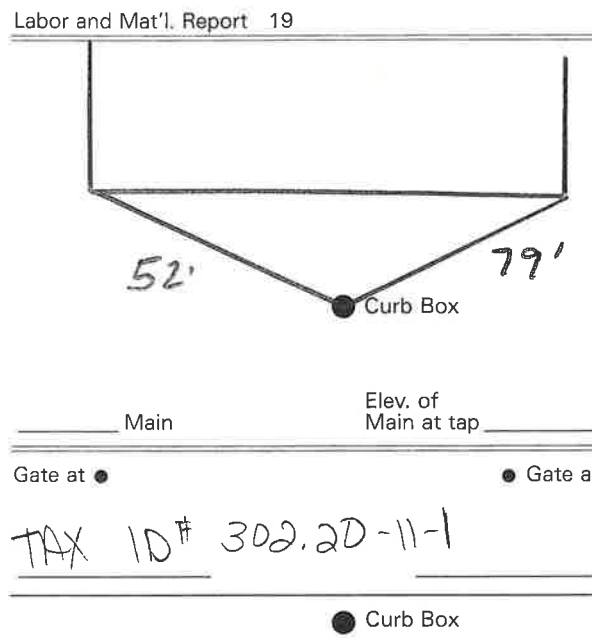 Labor and Mat'l. Report 19
52' 79'
Curb Box
Elev. of
Main Main at tap
Gate at Gate a
TAX ID# 302.20-11-1
Curb Box